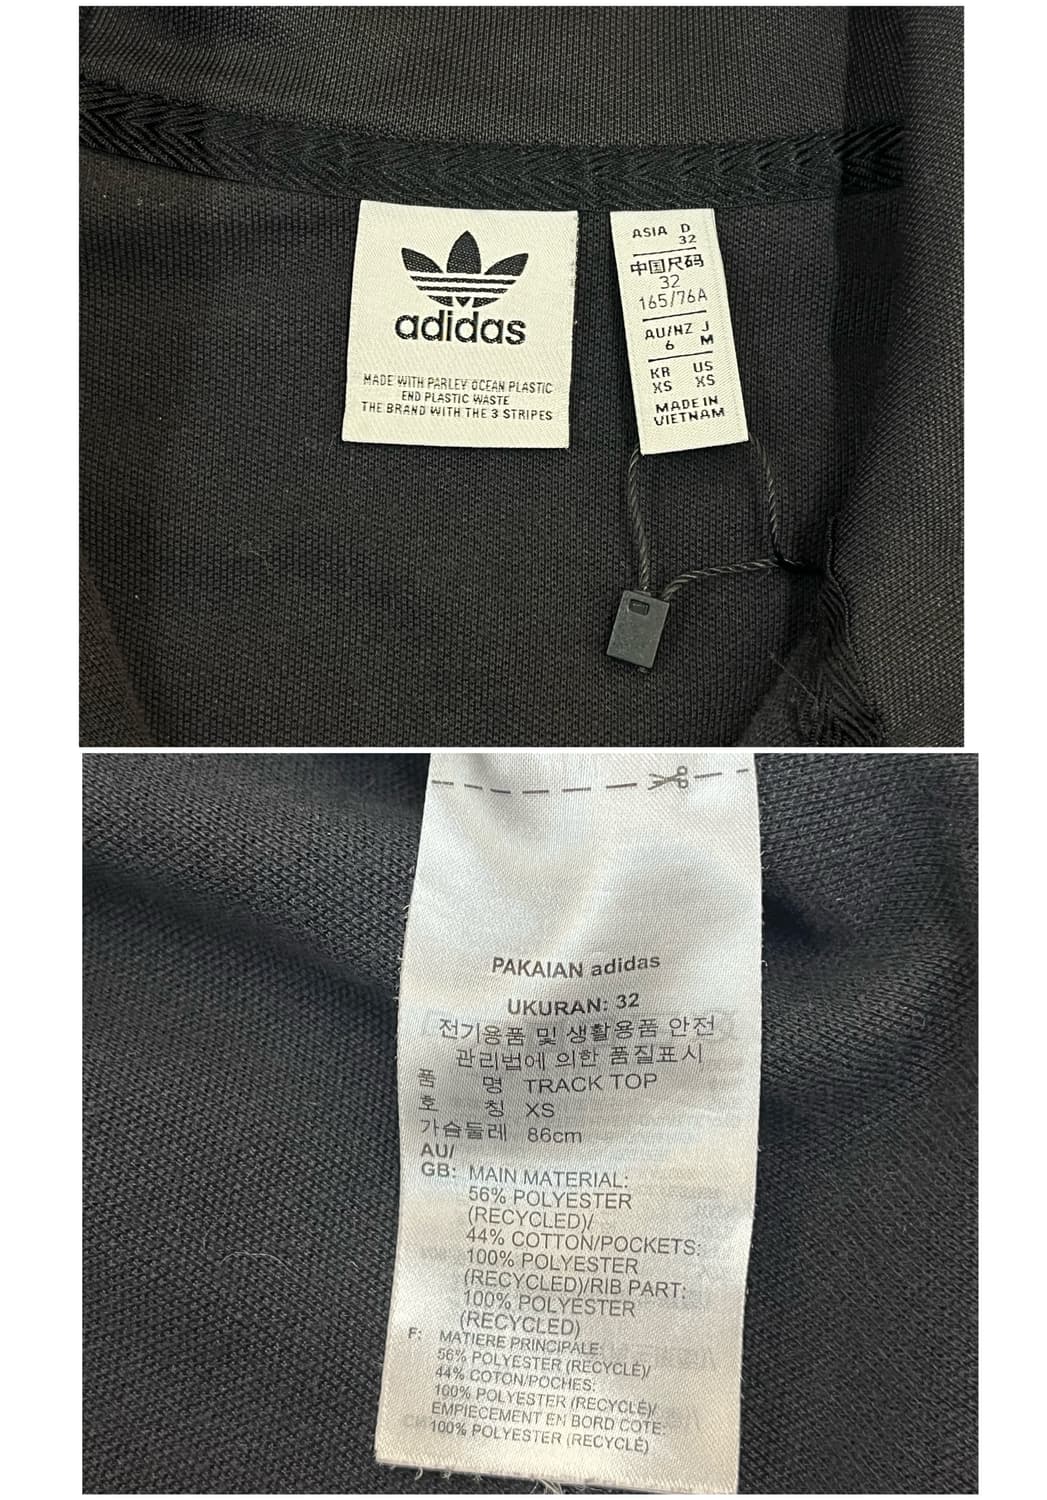 adidas
MADE WITH PARLEY OCEAN PLASTIC
END PLASTIC WASTE
THE BRAND WITH THE 3 STRIPES
ASIA D
32
中国尺码
32
165/76A
AU/NZ J
6 M
KR US
XS XS
MADE IN
VIETNAM
PAKAIAN adidas
UKURAN: 32
전기용품 및 생활용품 안전
관리법에 의한 품질표시
품 명 TRACK TOP
호 칭 XS
가슴둘레 86cm
AU/
GB: MAIN MATERIAL:
56% POLYESTER
(RECYCLED)/
44% COTTON/POCKETS:
100% POLYESTER
(RECYCLED)/RIB PART:
100% POLYESTER
(RECYCLED)
F: MATIERE PRINCIPALE:
56% POLYESTER (RECYCLÉ)/
44% COTON/POCHES:
100% POLYESTER (RECYCLÉ)/
EMPIECEMENT EN BORD COTE:
100% POLYESTER (RECYCLÉ)